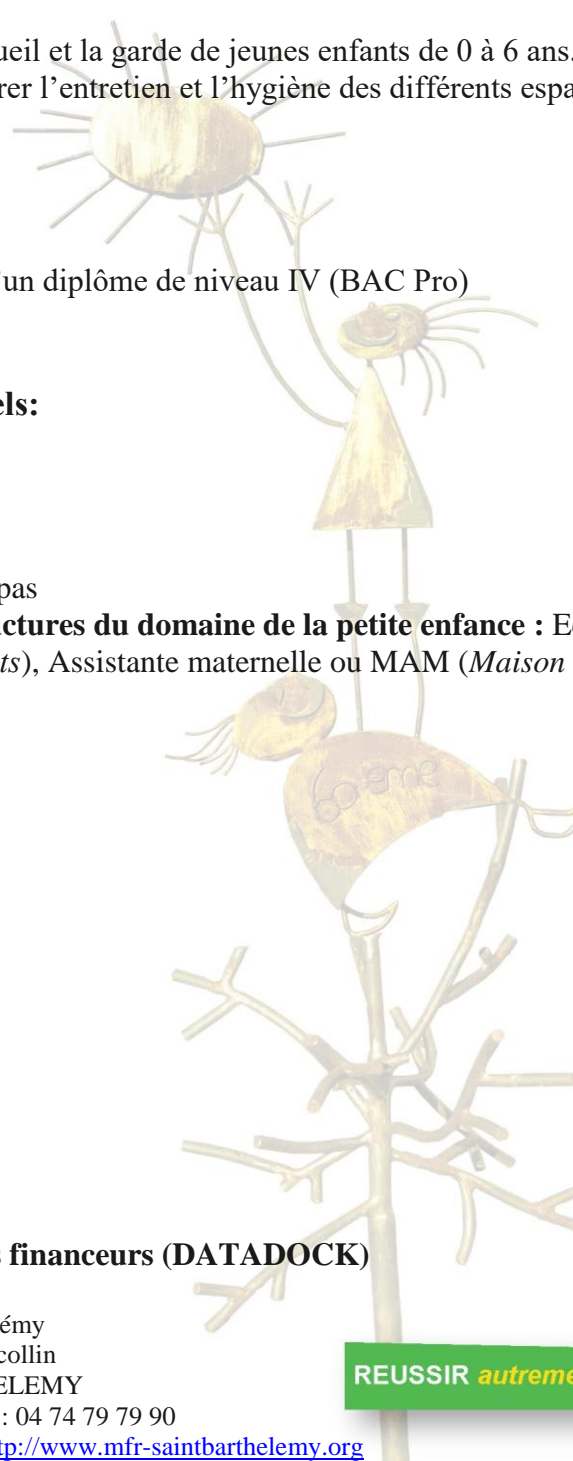 ueil et la garde de jeunes enfants de 0 à 6 ans.
rer l’entretien et l’hygiène des différents espa
’un diplôme de niveau IV (BAC Pro)
els:
pas
ctures du domaine de la petite enfance : E
ts), Assistante maternelle ou MAM (Maison
60 ème
s financeurs (DATADOCK)
émy
collin
ELEMY
: 04 74 79 79 90
tp://www.mfr-saintbarthelemy.org
REUSSIR autreme